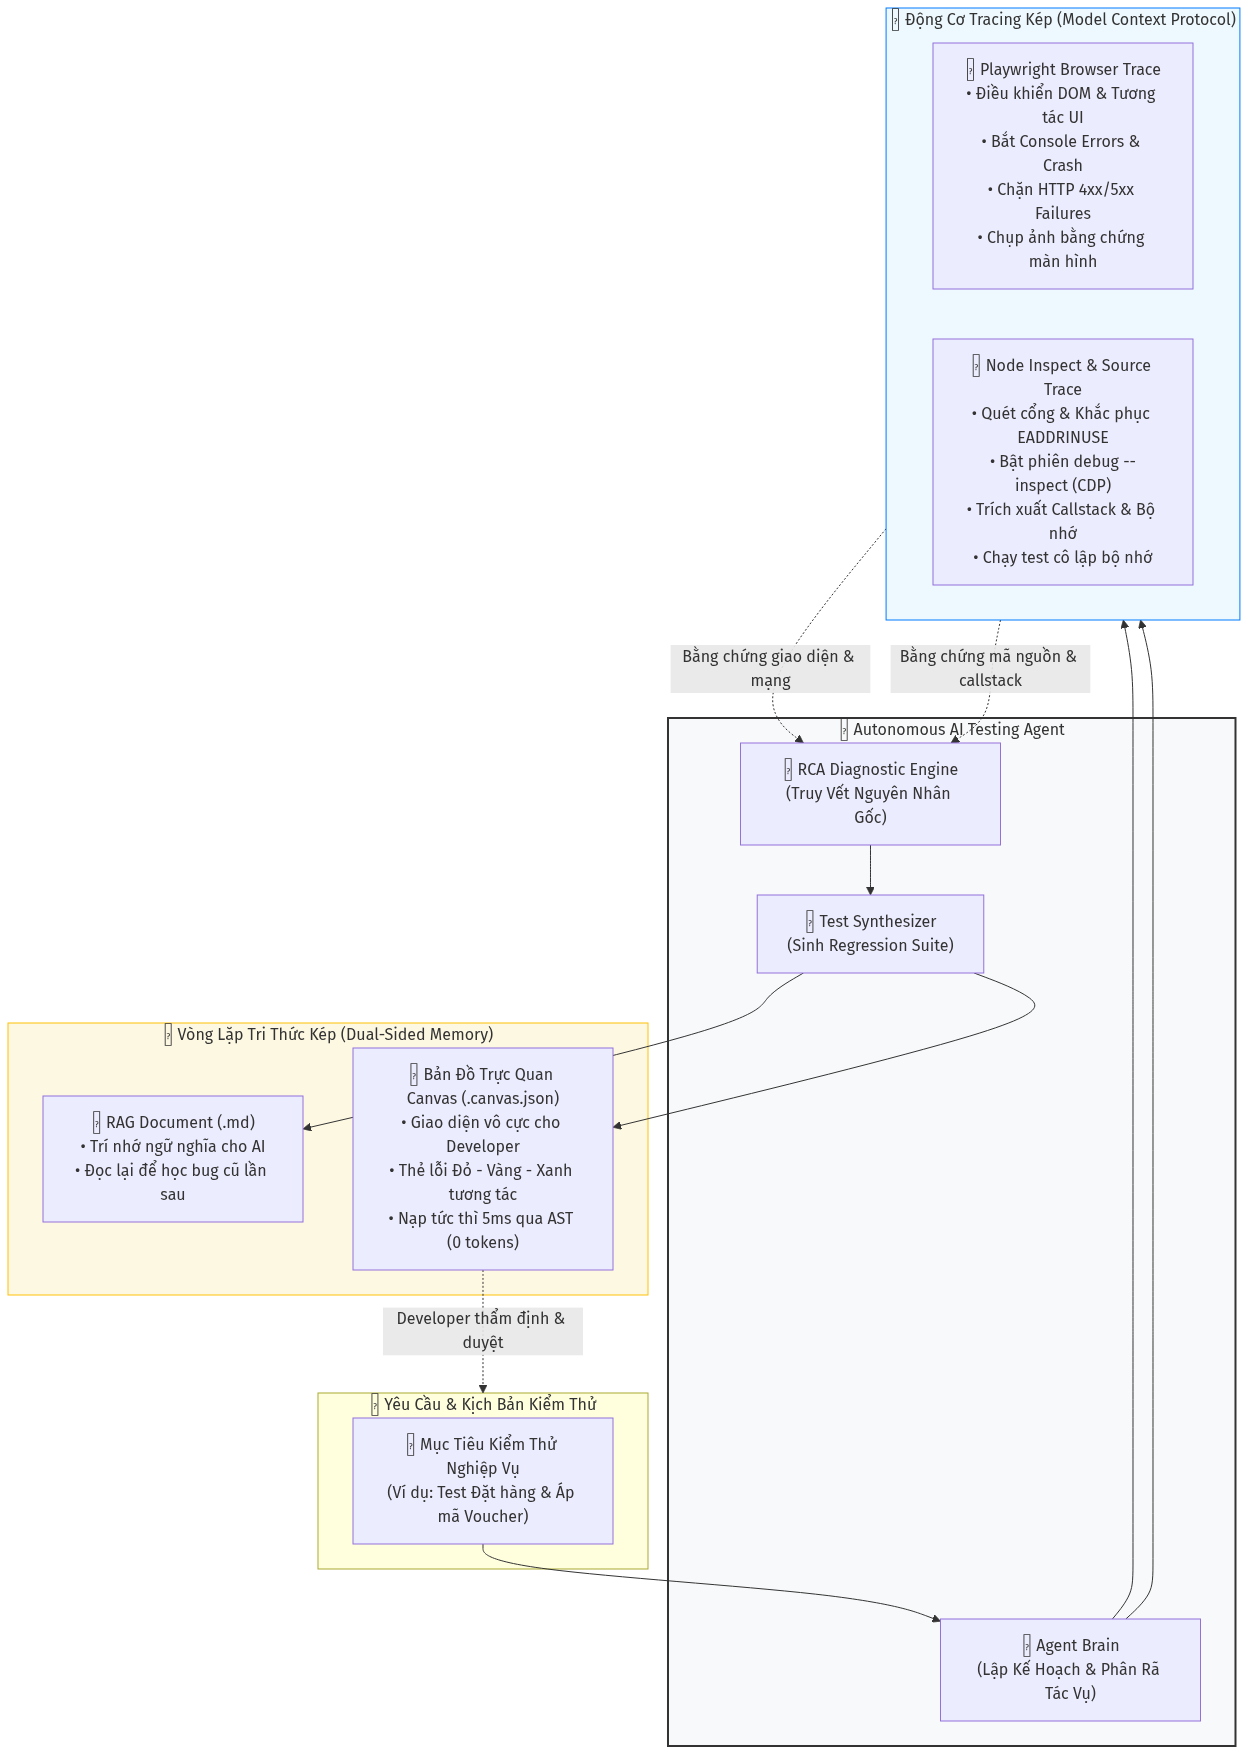 Động Cơ Tracing Kép (Model Context Protocol)
Playwright Browser Trace
• Điều khiển DOM & Tương
tác UI
• Bắt Console Errors &
Crash
• Chặn HTTP 4xx/5xx
Failures
• Chụp ảnh bằng chứng
màn hình
Node Inspect & Source
Trace
• Quét cổng & Khắc phục
EADDRINUSE
• Bật phiên debug --
inspect (CDP)
• Trích xuất Callstack & Bộ
nhớ
• Chạy test cô lập bộ nhớ
Bằng chứng giao diện &
mạng
Bằng chứng mã nguồn &
callstack
Autonomous AI Testing Agent
RCA Diagnostic Engine
(Truy Vết Nguyên Nhân
Gốc)
Test Synthesizer
(Sinh Regression Suite)
Vòng Lặp Tri Thức Kép (Dual-Sided Memory)
Bản Đồ Trực Quan
Canvas (.canvas.json)
• Giao diện vô cực cho
Developer
• Thẻ lỗi Đỏ - Vàng - Xanh
tương tác
• Nạp tức thì 5ms qua AST
(0 tokens)
RAG Document (.md)
• Trí nhớ ngữ nghĩa cho AI
• Đọc lại để học bug cũ lần
sau
Developer thẩm định &
duyệt
Yêu Cầu & Kịch Bản Kiểm Thử
Mục Tiêu Kiểm Thử
Nghiệp Vụ
(Ví dụ: Test Đặt hàng & Áp
mã Voucher)
Agent Brain
(Lập Kế Hoạch & Phân Rã
Tác Vụ)